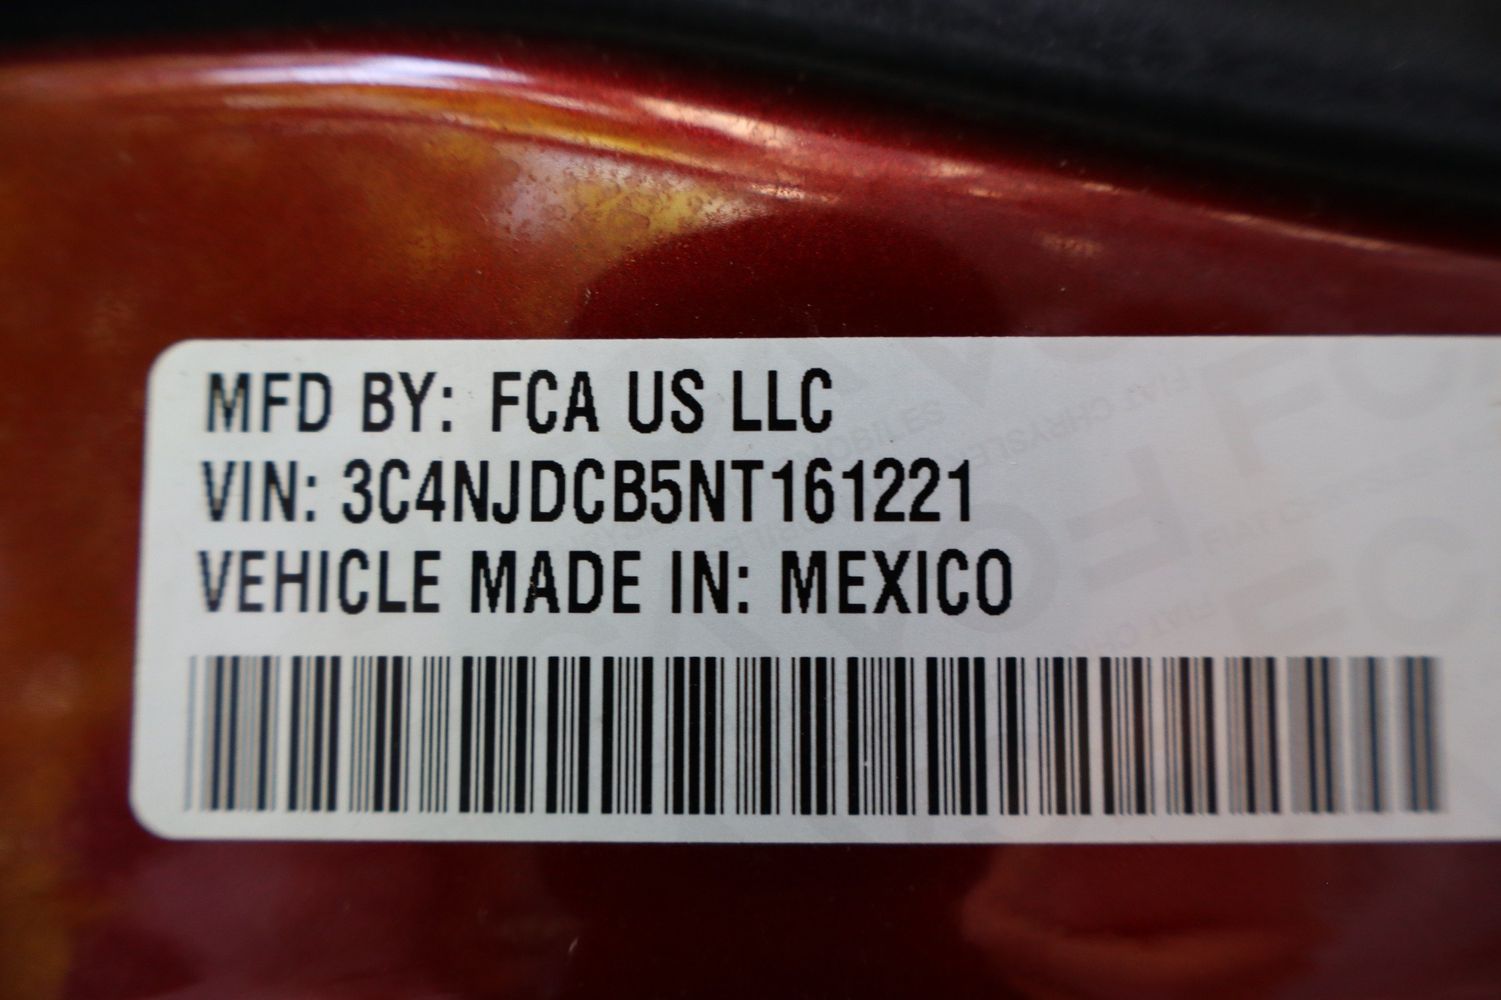 MFD BY: FCA US LLC
VIN: 3C4NJDCB5NT161221
VEHICLE MADE IN: MEXICO